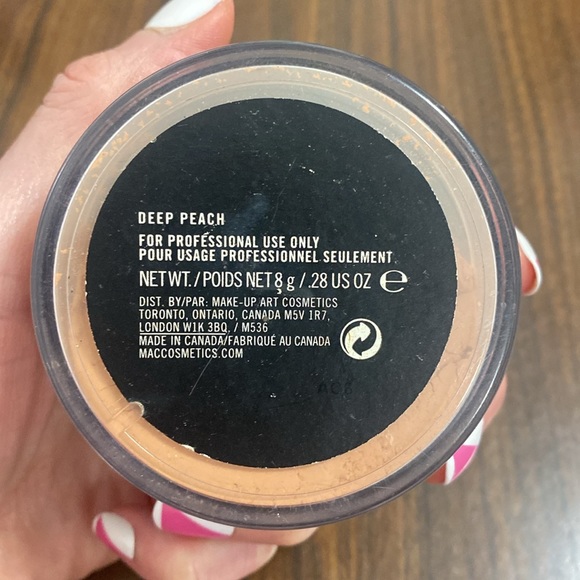 DEEP PEACH
FOR PROFESSIONAL USE ONLY
POUR USAGE PROFESSIONNEL SEULEMENT
NET WT./POIDS NET 8 g/.28 US OZ ℮
DIST. BY/PAR: MAKE-UP ART COSMETICS
TORONTO, ONTARIO, CANADA M5V 1R7,
LONDON W1K 3BQ. / M536
MADE IN CANADA/FABRIQUÉ AU CANADA
MACCOSMETICS.COM